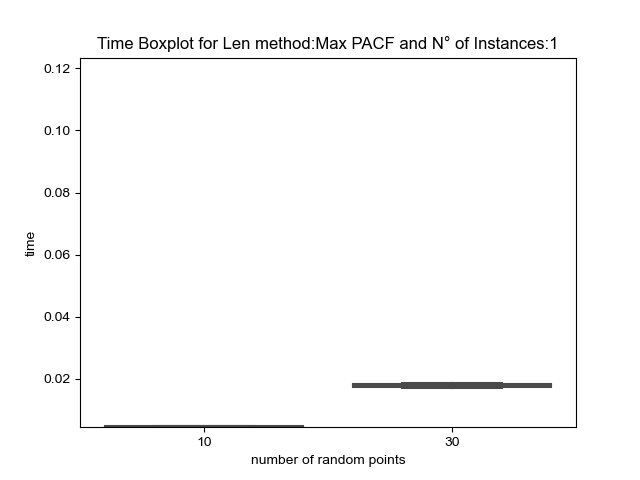 Time Boxplot for Len method:Max PACF and N° of Instances:1
0.12
0.10
0.08
0.06
0.04
0.02
time
10 30
number of random points